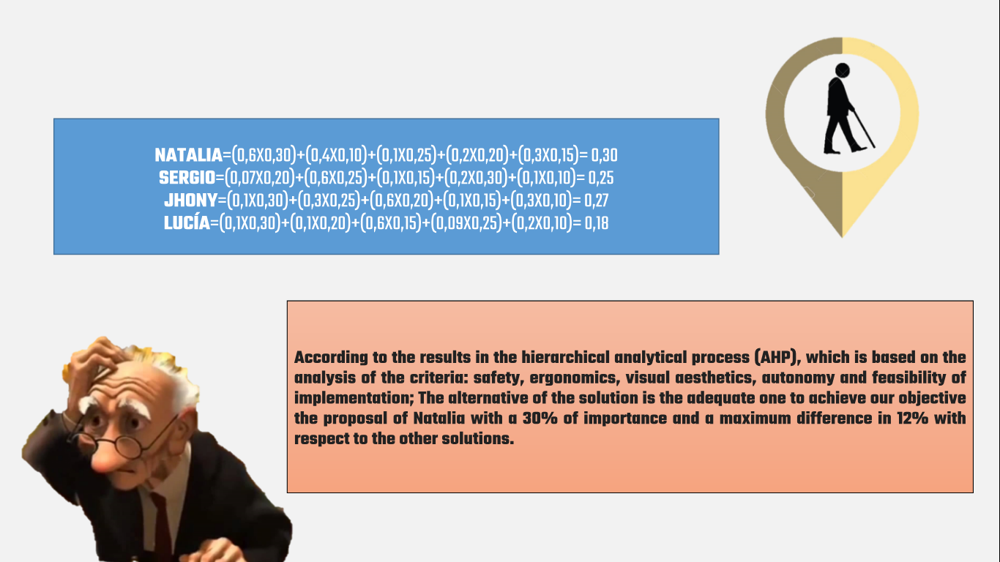 NATALIA=(0,6X0,30)+(0,4X0,10)+(0,1X0,25)+(0,2X0,20)+(0,3X0,15)= 0,30
SERGIO=(0,07X0,20)+(0,6X0,25)+(0,1X0,15)+(0,2X0,30)+(0,1X0,10)= 0,25
JHONY=(0,1X0,30)+(0,3X0,25)+(0,6X0,20)+(0,1X0,15)+(0,3X0,10)= 0,27
LUCÍA=(0,1X0,30)+(0,1X0,20)+(0,6X0,15)+(0,09X0,25)+(0,2X0,10)= 0,18
According to the results in the hierarchical analytical process (AHP), which is based on the
analysis of the criteria: safety, ergonomics, visual aesthetics, autonomy and feasibility of
implementation; The alternative of the solution is the adequate one to achieve our objective
the proposal of Natalia with a 30% of importance and a maximum difference in 12% with
respect to the other solutions.